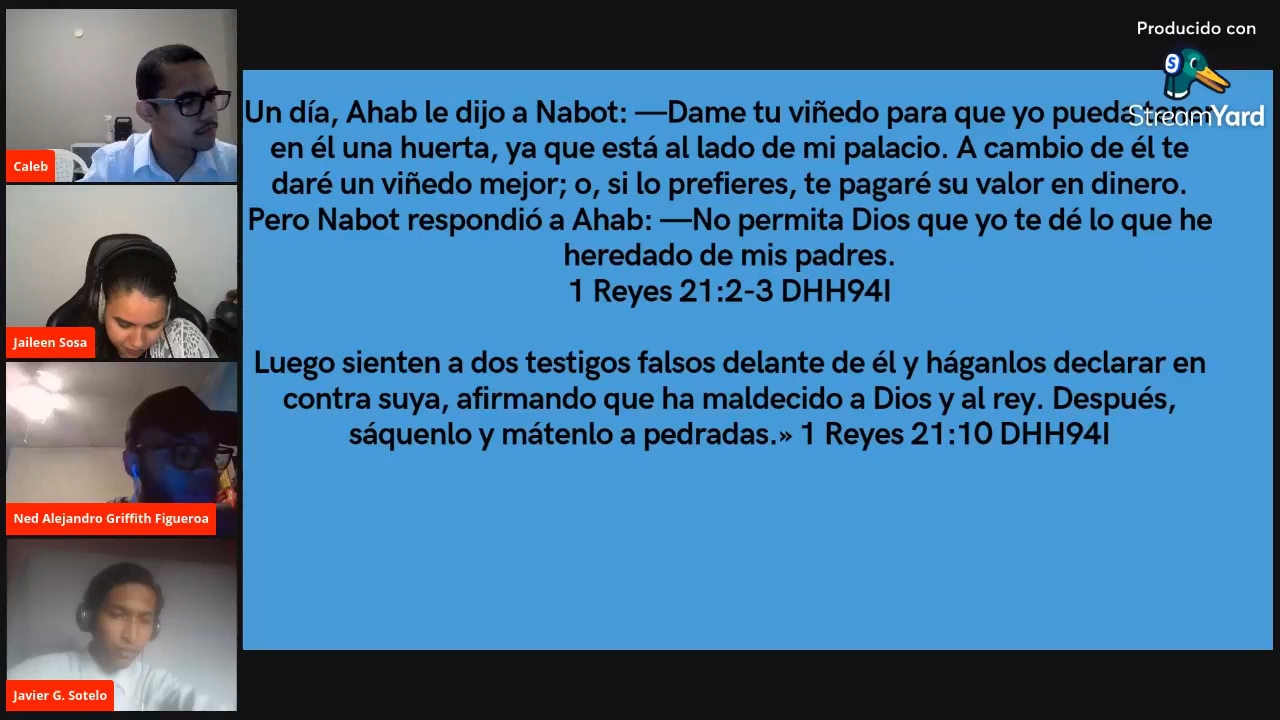 Producido con
S
StreamYard
Un día, Ahab le dijo a Nabot: —Dame tu viñedo para que yo pueda tener
en él una huerta, ya que está al lado de mi palacio. A cambio de él te
daré un viñedo mejor; o, si lo prefieres, te pagaré su valor en dinero.
Pero Nabot respondió a Ahab: —No permita Dios que yo te dé lo que he
heredado de mis padres.
1 Reyes 21:2-3 DHH94I
Luego sienten a dos testigos falsos delante de él y háganlos declarar en
contra suya, afirmando que ha maldecido a Dios y al rey. Después,
sáquenlo y mátenlo a pedradas.» 1 Reyes 21:10 DHH94I
Caleb
Jaileen Sosa
Ned Alejandro Griffith Figueroa
Javier G. Sotelo